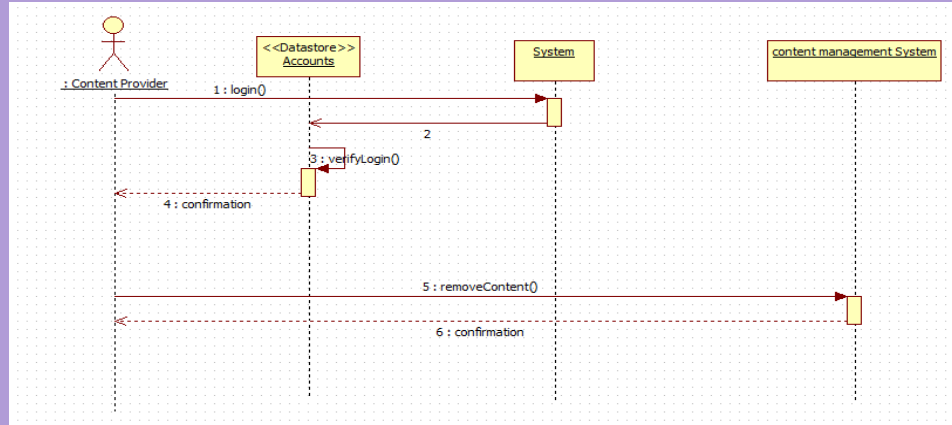 <<Datastore>>
Accounts
System
content management System
: Content Provider
1 : login()
2
3 : verifyLogin()
4 : confirmation
5 : removeContent()
6 : confirmation